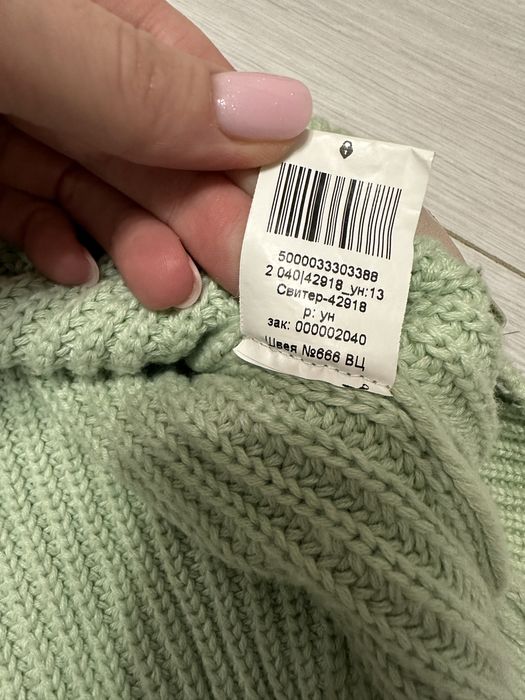 5000033303388
2 040|42918_ун:13
Свитер-42918
р: ун
зак: 000002040
Швея №666 ВЦ